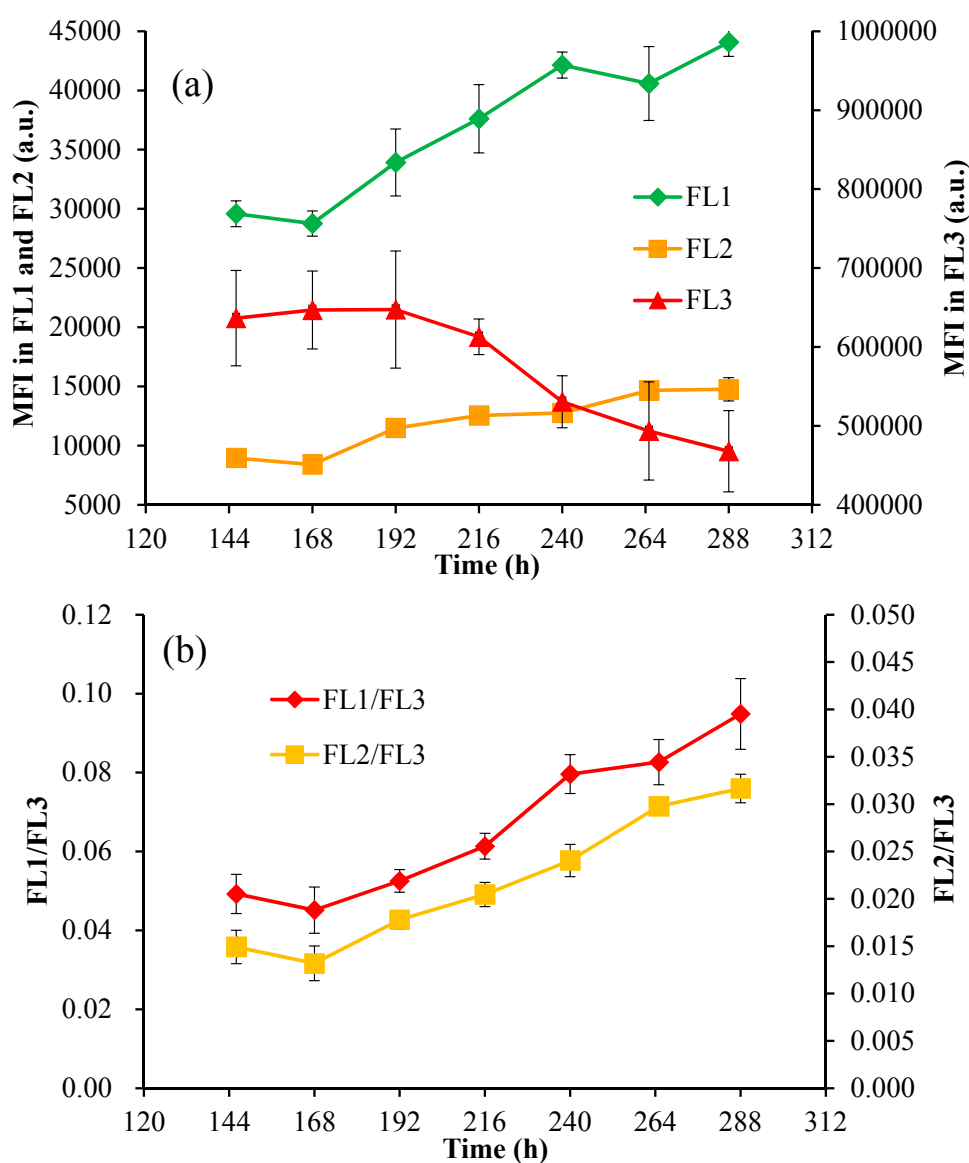 (a)
MFI in FL1 and FL2 (a.u.)
45000
40000
35000
30000
25000
20000
15000
10000
5000
1000000
900000
800000
700000
600000
500000
400000
MFI in FL3 (a.u.)
FL1
FL2
FL3
120 144 168 192 216 240 264 288 312
Time (h)
(b)
FL1/FL3
0.12
0.10
0.08
0.06
0.04
0.02
0.00
0.050
0.045
0.040
0.035
0.030
0.025
0.020
0.015
0.010
0.005
0.000
FL2/FL3
FL1/FL3
FL2/FL3
120 144 168 192 216 240 264 288 312
Time (h)